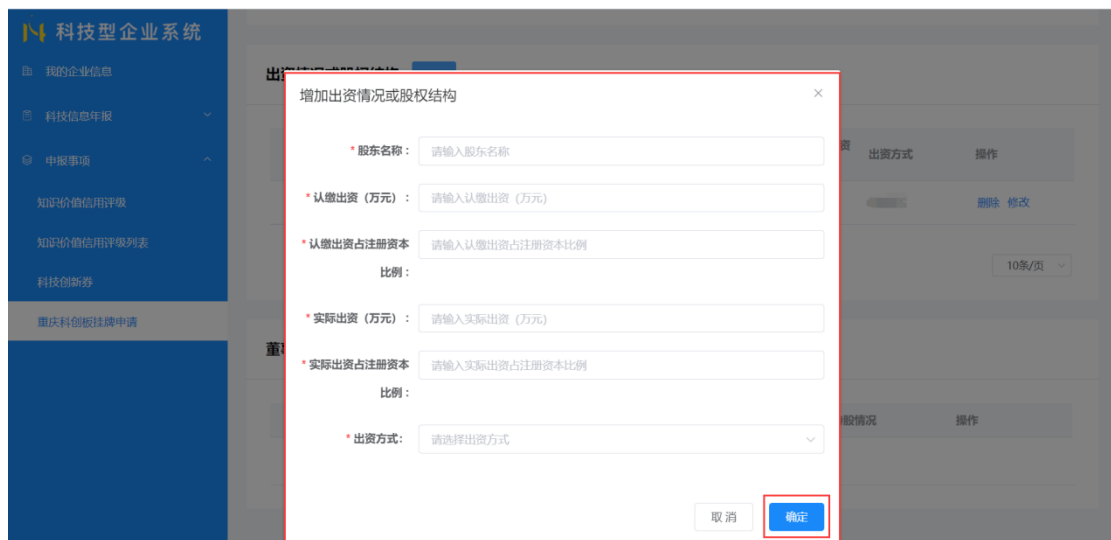 科技型企业系统
我的企业信息
科技信息年报
申报事项
知识价值信用评级
知识价值信用评级列表
科技创新券
重庆科创板挂牌申请
增加出资情况或股权结构
* 股东名称： 请输入股东名称
* 认缴出资（万元）： 请输入认缴出资（万元）
* 认缴出资占注册资本 请输入认缴出资占注册资本比例
比例：
* 实际出资（万元）： 请输入实际出资（万元）
* 实际出资占注册资本 请输入实际出资占注册资本比例
比例：
* 出资方式： 请选择出资方式
取消 确定
资 出资方式 操作
删除 修改
10条/页
股情况 操作